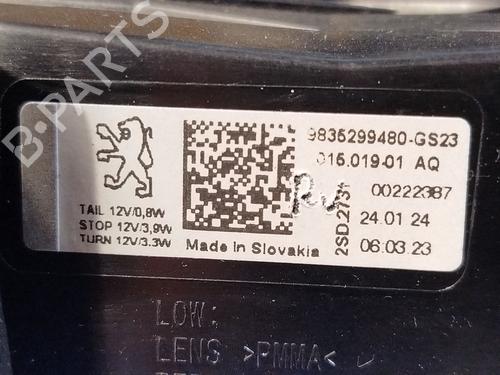 B-PARTS
9835299480-GS23
015.019-01 AQ
00222387
24 01 24
06:03:23
TAIL 12V/0,8W
STOP 12V/3,9W
TURN 12V/3.3W
Made in Slovakia
LOW:
LENS >PMMA<